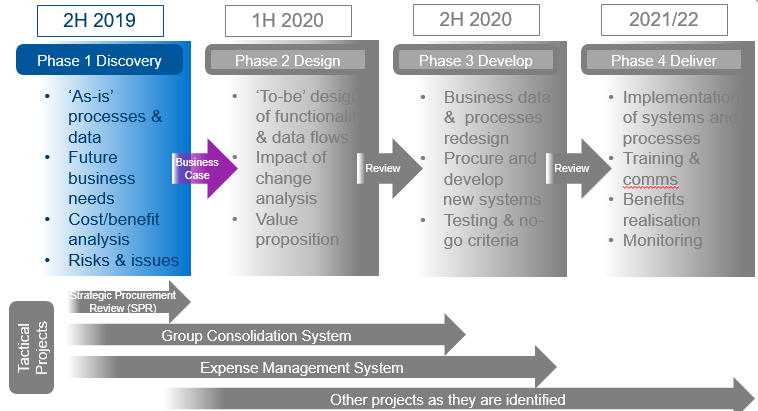 2H 2019
1H 2020
2H 2020
2021/22
Phase 1 Discovery
Phase 2 Design
Phase 3 Develop
Phase 4 Deliver
• ‘As-is’
processes &
data
• Future
business
needs
• Cost/benefit
analysis
• Risks & issues
Business
Case
• ‘To-be’ design
of functionali
& data flows
• Impact of
change
analysis
• Value
proposition
Review
• Business data
& processes
redesign
• Procure and
develop
new systems
• Testing & no-
go criteria
Review
• Implementation
of systems and
processes
• Training &
comms
• Benefits
realisation
• Monitoring
Tactical
Projects
Strategic Procurement
Review (SPR)
Group Consolidation System
Expense Management System
Other projects as they are identified